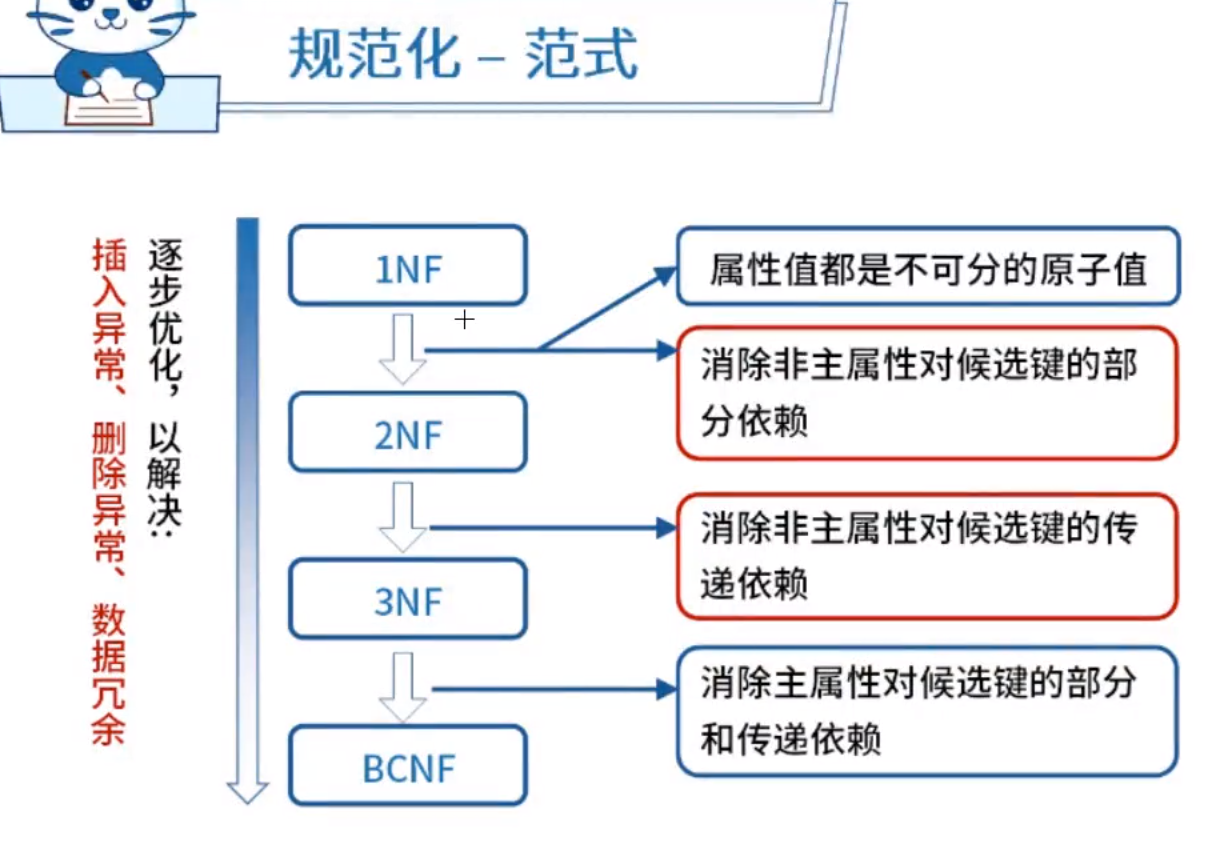 规范化 – 范式
逐步优化，以解决：
插入异常、删除异常、数据冗余
1NF
属性值都是不可分的原子值
消除非主属性对候选键的部
分依赖
2NF
消除非主属性对候选键的传
递依赖
3NF
消除主属性对候选键的部分
和传递依赖
BCNF